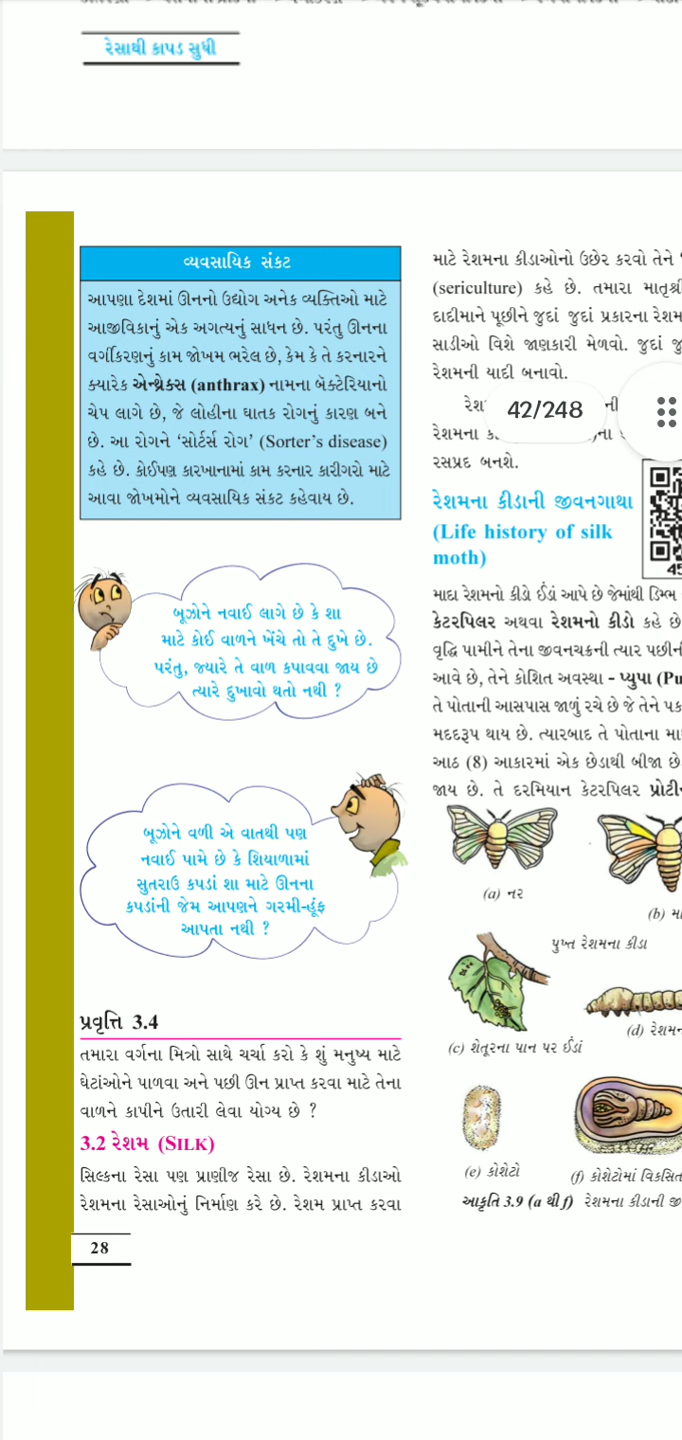 રેસાથી કાપડ સુધી
વ્યવસાયિક સંકટ
આપણા દેશમાં ઊનનો ઉદ્યોગ અનેક વ્યક્તિઓ માટે
આજીવિકાનું એક અગત્યનું સાધન છે. પરંતુ ઊનના
વર્ગીકરણનું કામ જોખમ ભરેલ છે, કેમ કે તે કરનારને
ક્યારેક એન્થ્રેક્સ (anthrax) નામના બૅક્ટેરિયાનો
ચેપ લાગે છે, જે લોહીના ઘાતક રોગનું કારણ બને
છે. આ રોગને ‘સોર્ટર્સ રોગ’ (Sorter’s disease)
કહે છે. કોઈપણ કારખાનામાં કામ કરનાર કારીગરો માટે
આવા જોખમોને વ્યવસાયિક સંકટ કહેવાય છે.
બૂઝોને નવાઈ લાગે છે કે શા
માટે કોઈ વાળને ખેંચે તો તે દુખે છે.
પરંતુ, જ્યારે તે વાળ કપાવવા જાય છે
ત્યારે દુખાવો થતો નથી ?
બૂઝોને વળી એ વાતથી પણ
નવાઈ પામે છે કે શિયાળામાં
સુતરાઉ કપડાં શા માટે ઊનના
કપડાંની જેમ આપણને ગરમી-હૂંફ
આપતા નથી ?
પ્રવૃત્તિ 3.4
તમારા વર્ગના મિત્રો સાથે ચર્ચા કરો કે શું મનુષ્ય માટે
ઘેટાંઓને પાળવા અને પછી ઊન પ્રાપ્ત કરવા માટે તેના
વાળને કાપીને ઉતારી લેવા યોગ્ય છે ?
3.2 રેશમ (SILK)
સિલ્કના રેસા પણ પ્રાણીજ રેસા છે. રેશમના કીડાઓ
રેશમના રેસાઓનું નિર્માણ કરે છે. રેશમ પ્રાપ્ત કરવા
28
માટે રેશમના કીડાઓનો ઉછેર કરવો તેને
(sericulture) કહે છે. તમારા માતૃશ્રી
દાદીમાને પૂછીને જુદાં જુદાં પ્રકારના રેશમ
સાડીઓ વિશે જાણકારી મેળવો. જુદાં જુ
રેશમની યાદી બનાવો.
42/248
રેશમના
રસપ્રદ બનશે.
રેશમના કીડાની જીવનગાથા
(Life history of silk
moth)
માદા રેશમનો કીડો ઈંડાં આપે છે જેમાંથી ડિમ્ભ
કેટરપિલર અથવા રેશમનો કીડો કહે છે
વૃદ્ધિ પામીને તેના જીવનચક્રની ત્યાર પછીની
આવે છે, તેને કોશિત અવસ્થા - પ્યુપા (Pu
તે પોતાની આસપાસ જાળું રચે છે જે તેને પક
મદદરૂપ થાય છે. ત્યારબાદ તે પોતાના મા
આઠ (8) આકારમાં એક છેડાથી બીજા છે
જાય છે. તે દરમિયાન કેટરપિલર પ્રોટીન
(a) નર
(b) મા
પુખ્ત રેશમના કીડા
(c) શેતૂરના પાન પર ઈંડાં
(d) રેશમન
(e) કોશેટો
(f) કોશેટોમાં વિકસિત
આકૃતિ 3.9 (a થી f) રેશમના કીડાની જી